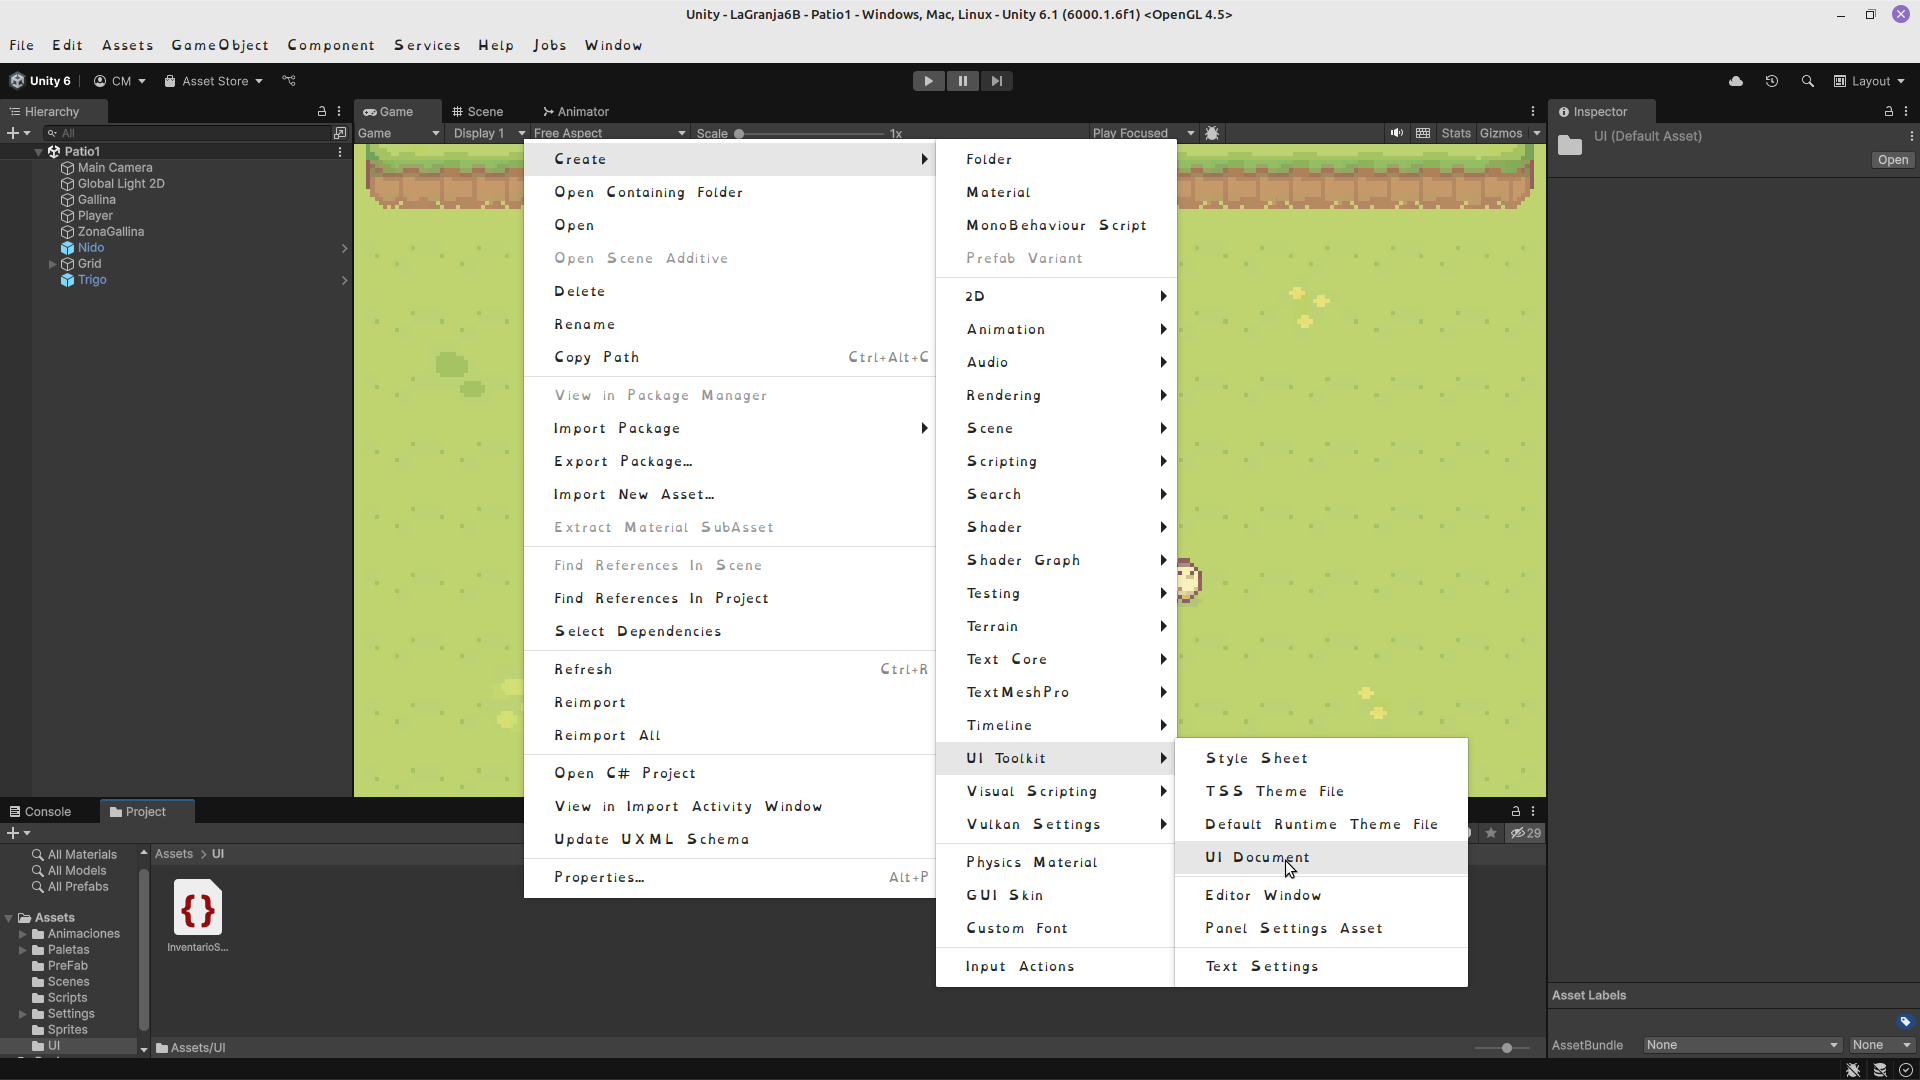 Unity - LaGranja6B - Patio1 - Windows, Mac, Linux - Unity 6.1 (6000.1.6f1) <OpenGL 4.5>
File Edit Assets GameObject Component Services Help Jobs Window
Unity 6 CM Asset Store Layout
Hierarchy
All
Patio1
Main Camera
Global Light 2D
Gallina
Player
ZonaGallina
Nido
Grid
Trigo
Game Scene Animator
Game Display 1 Free Aspect Scale 1x Play Focused Stats Gizmos
Create
Open Containing Folder
Open
Open Scene Additive
Delete
Rename
Copy Path Ctrl+Alt+C
View in Package Manager
Import Package
Export Package...
Import New Asset...
Extract Material SubAsset
Find References In Scene
Find References In Project
Select Dependencies
Refresh Ctrl+R
Reimport
Reimport All
Open C# Project
View in Import Activity Window
Update UXML Schema
Properties... Alt+P
Folder
Material
MonoBehaviour Script
Prefab Variant
2D
Animation
Audio
Rendering
Scene
Scripting
Search
Shader
Shader Graph
Testing
Terrain
Text Core
TextMeshPro
Timeline
UI Toolkit
Visual Scripting
Vulkan Settings
Physics Material
GUI Skin
Custom Font
Input Actions
Style Sheet
TSS Theme File
Default Runtime Theme File
UI Document
Editor Window
Panel Settings Asset
Text Settings
Inspector
UI (Default Asset)
Open
Console Project
29
All Materials
All Models
All Prefabs
Assets
Animaciones
Paletas
PreFab
Scenes
Scripts
Settings
Sprites
UI
Assets > UI
InventarioS...
Assets/UI
Asset Labels
AssetBundle None None